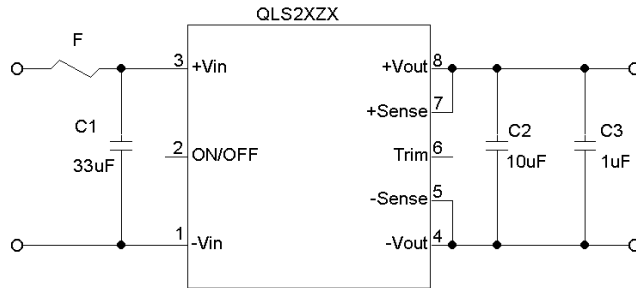 QLS2XZX
F
3
+Vin
+Vout
8
C1
33uF
+Sense
7
2
ON/OFF
Trim
6
C2
10uF
C3
1uF
-Sense
5
1
-Vin
-Vout
4